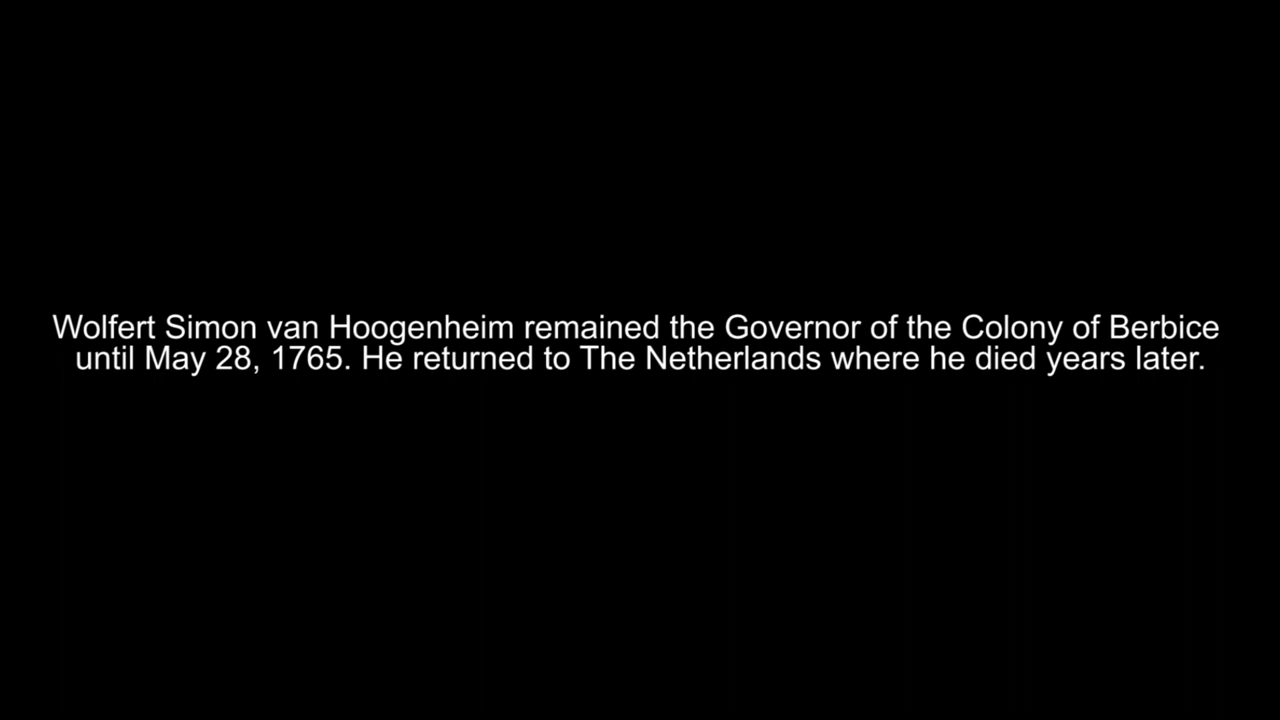 Wolfert Simon van Hoogenheim remained the Governor of the Colony of Berbice
until May 28, 1765. He returned to The Netherlands where he died years later.